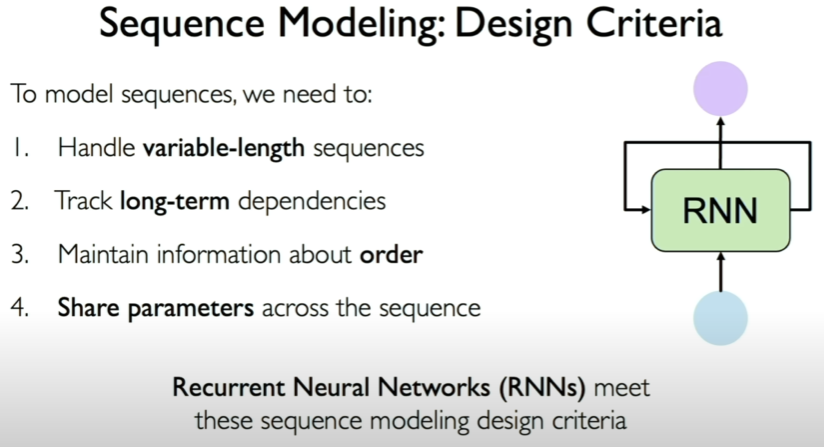 Sequence Modeling: Design Criteria
To model sequences, we need to:
1. Handle variable-length sequences
2. Track long-term dependencies
3. Maintain information about order
4. Share parameters across the sequence
RNN
Recurrent Neural Networks (RNNs) meet
these sequence modeling design criteria